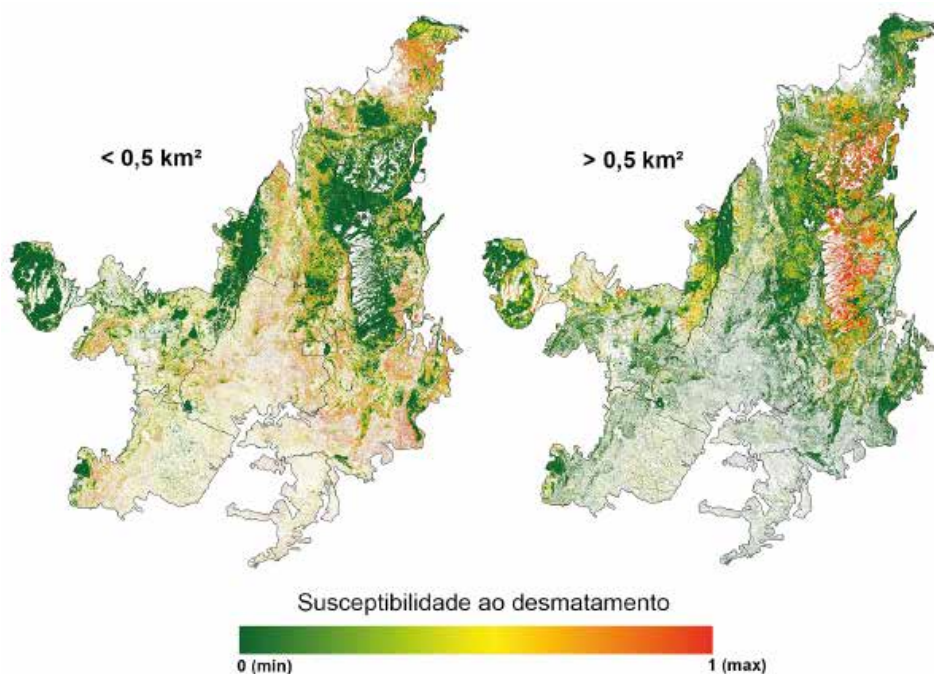 < 0,5 km²
> 0,5 km²
Susceptibilidade ao desmatamento
0 (min)
1 (max)